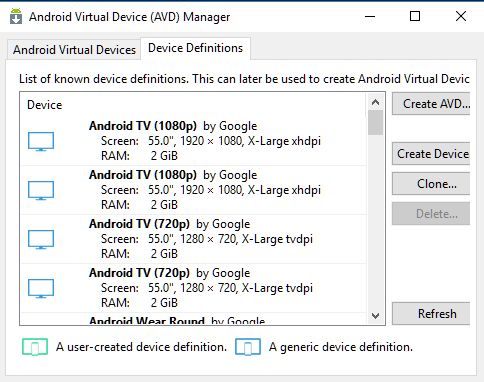 Android Virtual Device (AVD) Manager
Android Virtual Devices Device Definitions
List of known device definitions. This can later be used to create Android Virtual Devic
Device
Create AVD...
Android TV (1080p) by Google
Screen: 55.0", 1920 × 1080, X-Large xhdpi
RAM: 2 GiB
Create Device
Android TV (1080p) by Google
Screen: 55.0", 1920 × 1080, X-Large xhdpi
RAM: 2 GiB
Clone...
Delete...
Android TV (720p) by Google
Screen: 55.0", 1280 × 720, X-Large tvdpi
RAM: 2 GiB
Android TV (720p) by Google
Screen: 55.0", 1280 × 720, X-Large tvdpi
RAM: 2 GiB
Refresh
Android Wear Round by Google
A user-created device definition. A generic device definition.